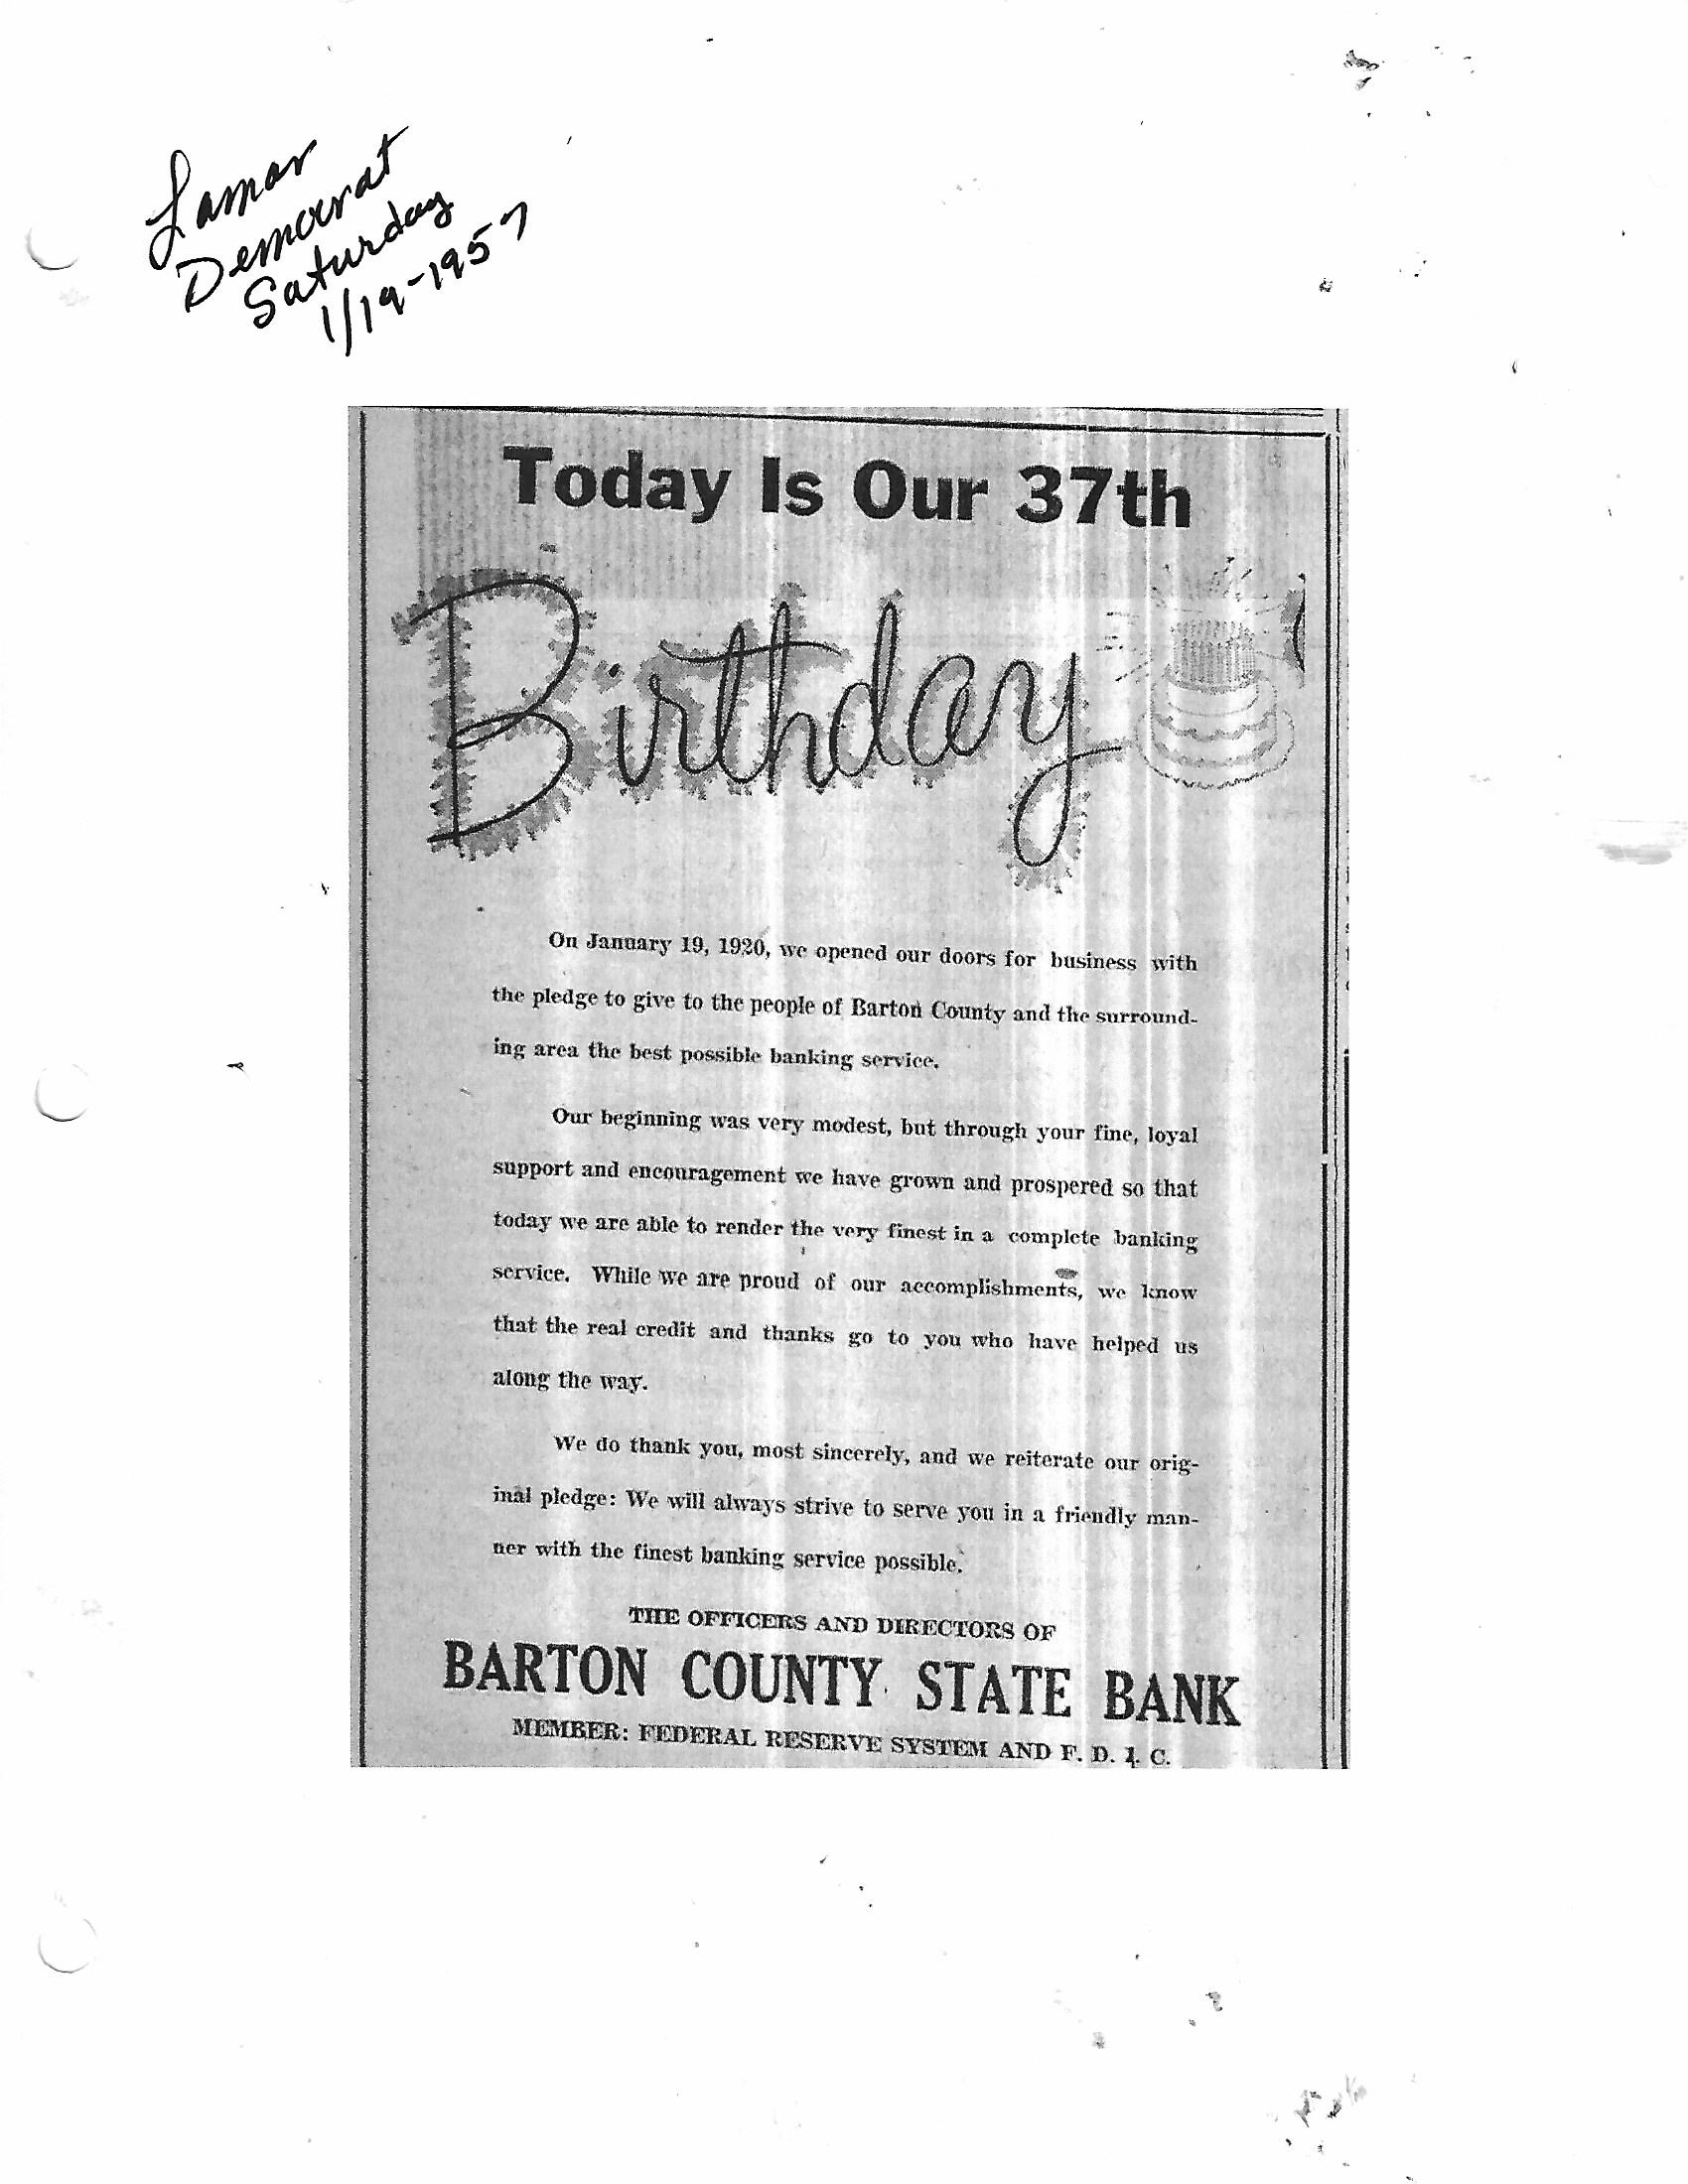 Lamar
Democrat
Saturday
1/19-1957
Today Is Our 37th
Birthday
On January 19, 1920, we opened our doors for business with
the pledge to give to the people of Barton County and the surround-
ing area the best possible banking service.
Our beginning was very modest, but through your fine, loyal
support and encouragement we have grown and prospered so that
today we are able to render the very finest in a complete banking
service. While we are proud of our accomplishments, we know
that the real credit and thanks go to you who have helped us
along the way.
We do thank you, most sincerely, and we reiterate our orig-
inal pledge: We will always strive to serve you in a friendly man-
ner with the finest banking service possible.
THE OFFICERS AND DIRECTORS OF
BARTON COUNTY STATE BANK
MEMBER: FEDERAL RESERVE SYSTEM AND F. D. I. C.